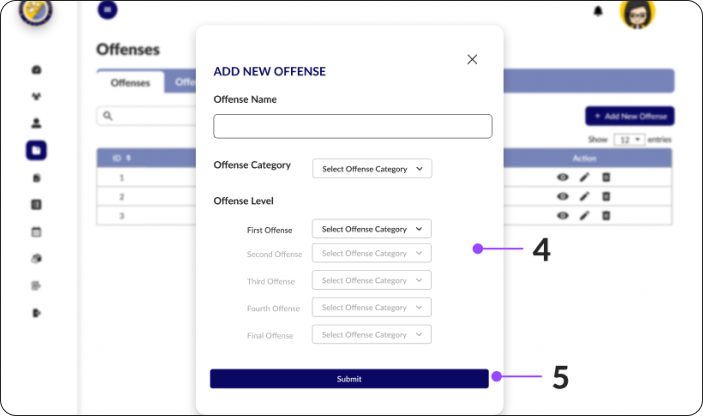 Offenses
Offenses
Offe
+ Add New Offense
Show 12 entries
ID
Action
1
2
3
ADD NEW OFFENSE
Offense Name
Offense Category
Select Offense Category
Offense Level
First Offense
Select Offense Category
Second Offense
Select Offense Category
Third Offense
Select Offense Category
Fourth Offense
Select Offense Category
Final Offense
Select Offense Category
Submit
4
5